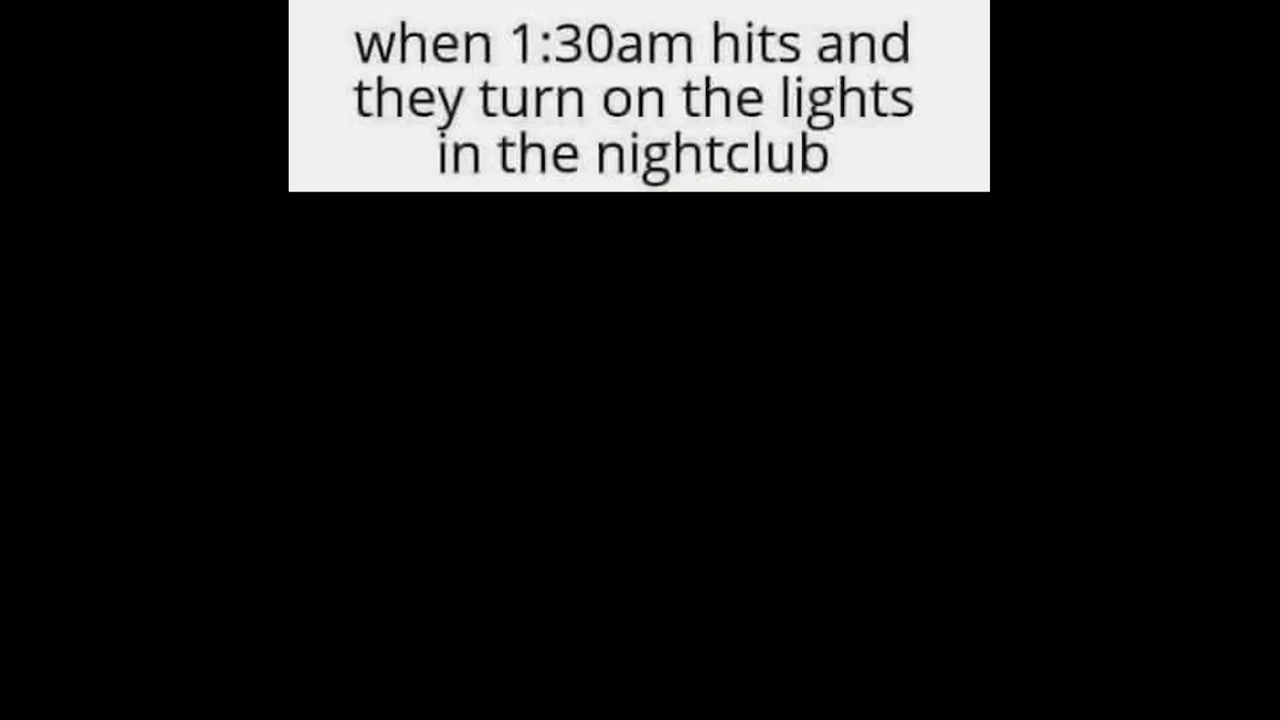 when 1:30am hits and
they turn on the lights
in the nightclub